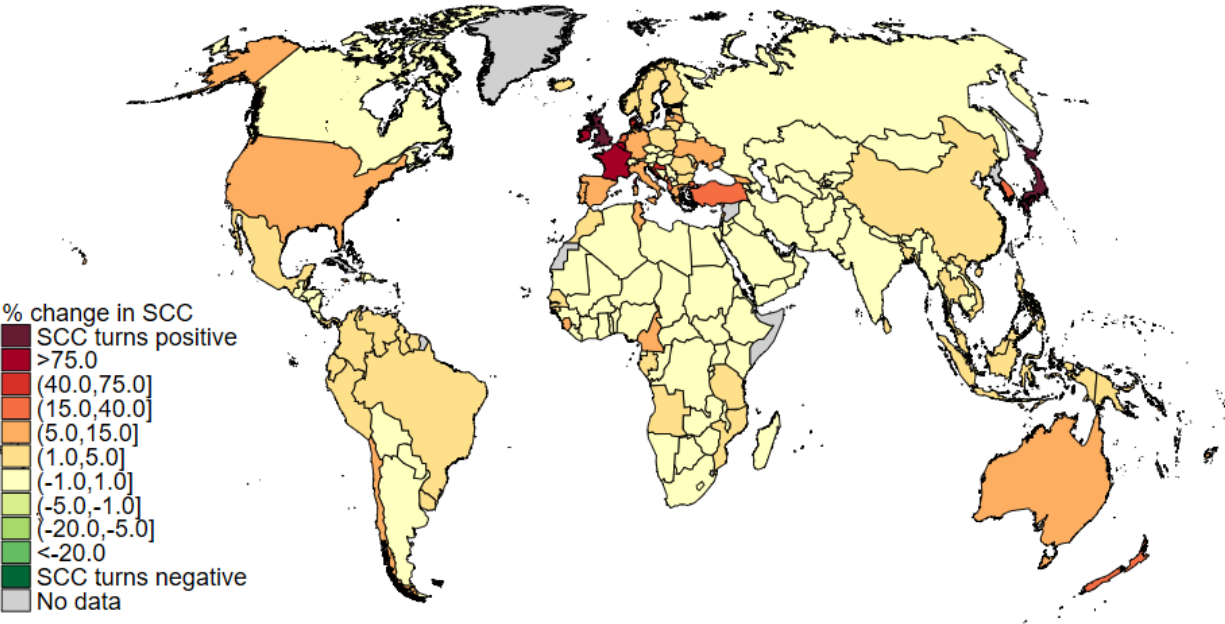 % change in SCC
SCC turns positive
>75.0
(40.0,75.0]
(15.0,40.0]
(5.0,15.0]
(1.0,5.0]
(-1.0,1.0]
(-5.0,-1.0]
(-20.0,-5.0]
<-20.0
SCC turns negative
No data